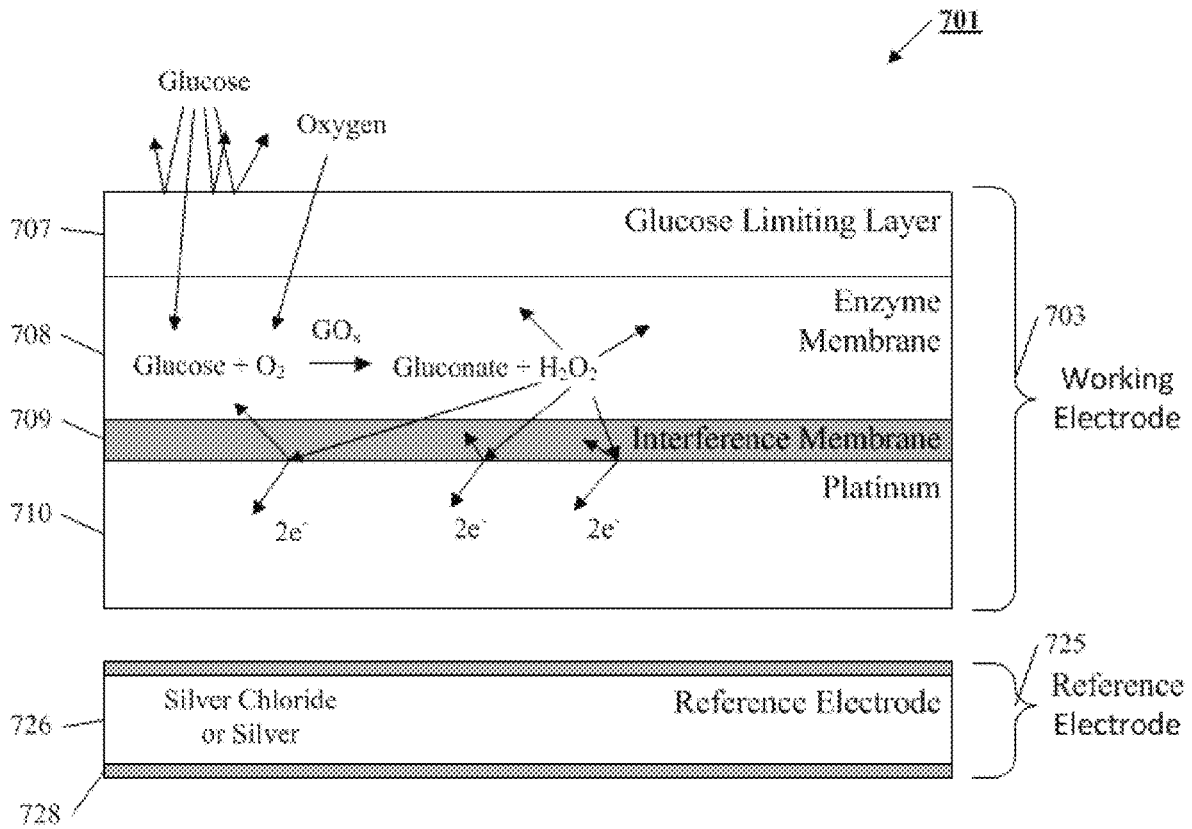 701
Glucose
Oxygen
707
Glucose Limiting Layer
Enzyme
Membrane
703
708
GOₓ
Glucose + O₂
Gluconate + H₂O₂
Working
Electrode
709
Interference Membrane
Platinum
710
2e⁻
2e⁻
2e⁻
725
726
Silver Chloride
or Silver
Reference Electrode
Reference
Electrode
728